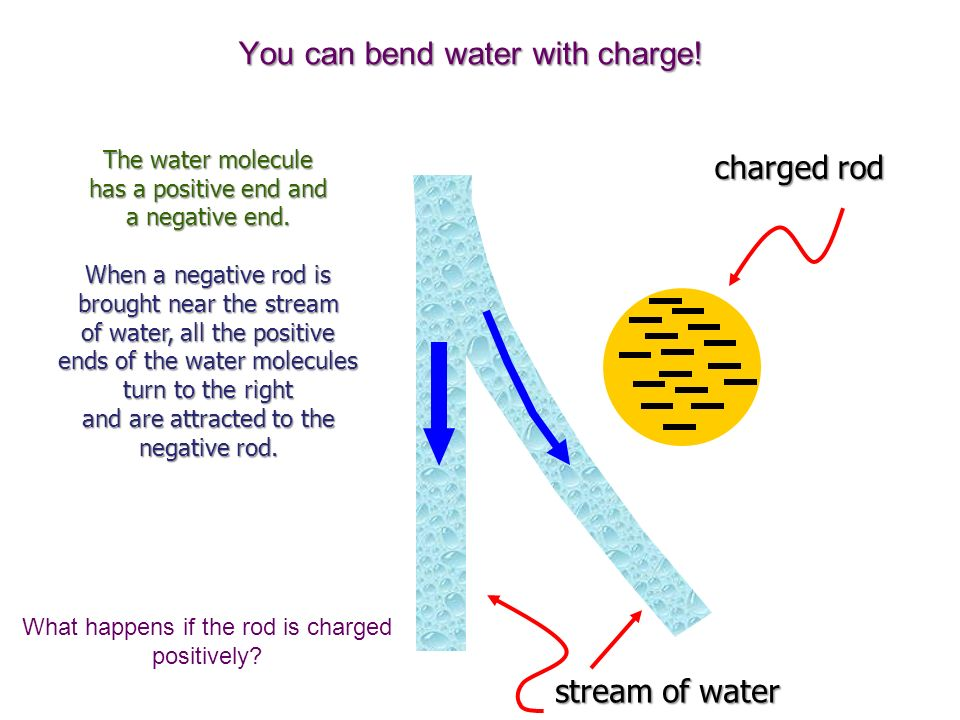 You can bend water with charge!
The water molecule
has a positive end and
a negative end.
When a negative rod is
brought near the stream
of water, all the positive
ends of the water molecules
turn to the right
and are attracted to the
negative rod.
charged rod
What happens if the rod is charged
positively?
stream of water